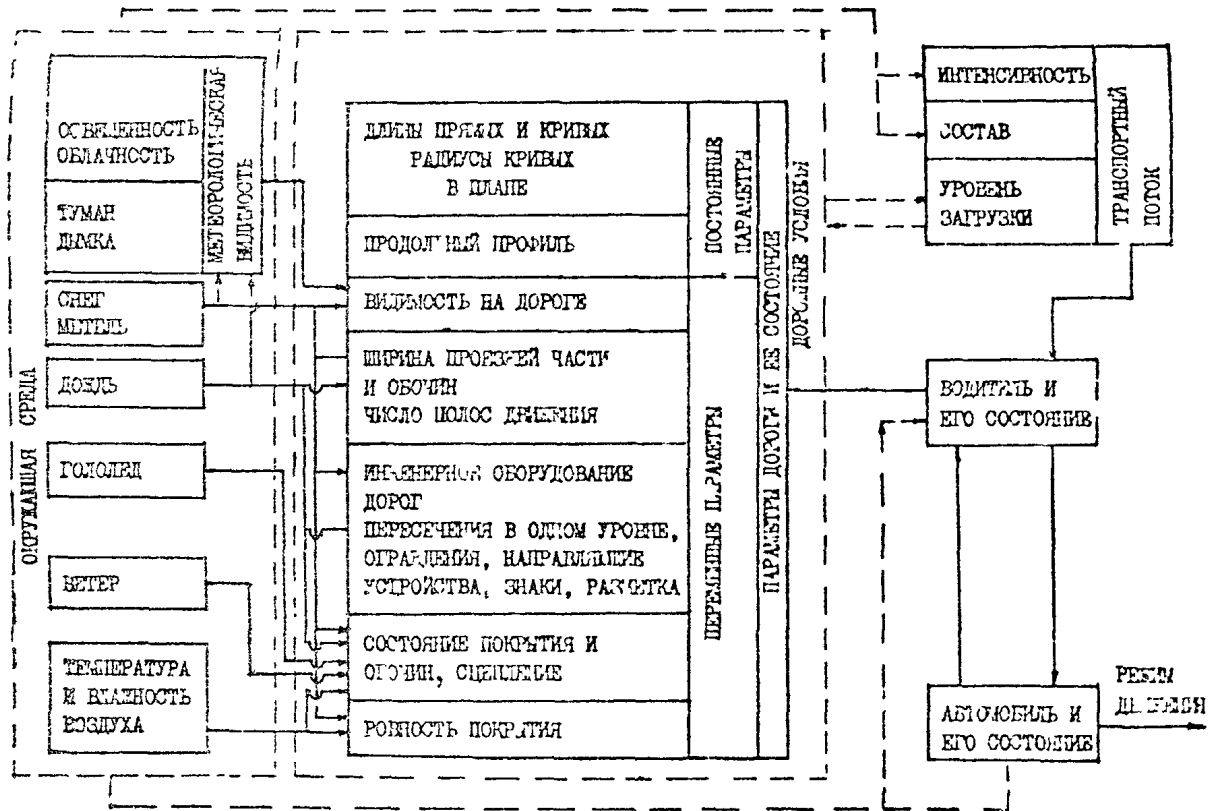 ОСВЕЩЕННОСТЬ
ОБЛАЧНОСТЬ
ТУМАН
ДЫМКА
МЕТЕОРОЛОГИЧЕСКАЯ
ВИДИМОСТЬ
СНЕГ
МЕТЕЛЬ
ДОЖДЬ
ГОЛОЛЕД
ВЕТЕР
ТЕМПЕРАТУРА
И ВЛАЖНОСТЬ
ВОЗДУХА
ОКРУЖАЮЩАЯ СРЕДА
ДЛИНЫ ПРЯМЫХ И КРИВЫХ
РАДИУСЫ КРИВЫХ
В ПЛАНЕ
ПРОДОЛЬНЫЙ ПРОФИЛЬ
ВИДИМОСТЬ НА ДОРОГЕ
ШИРИНА ПРОЕЗЖЕЙ ЧАСТИ
И ОБОЧИН
ЧИСЛО ПОЛОС ДВИЖЕНИЯ
ИНЖЕНЕРНОЕ ОБОРУДОВАНИЕ
ДОРОГ
ПЕРЕСЕЧЕНИЯ В ОДНОМ УРОВНЕ,
ОГРАЖДЕНИЯ, НАПРАВЛЯЮЩИЕ
УСТРОЙСТВА, ЗНАКИ, РАЗМЕТКА
СОСТОЯНИЕ ПОКРЫТИЯ И
ОБОЧИН, СЦЕПЛЕНИЕ
РОВНОСТЬ ПОКРЫТИЯ
ПОСТОЯННЫЕ
ПАРАМЕТРЫ
ПЕРЕМЕННЫЕ ПАРАМЕТРЫ
ПАРАМЕТРЫ ДОРОГИ И ЕЕ СОСТОЯНИЕ
ДОРОЖНЫЕ УСЛОВИЯ
ИНТЕНСИВНОСТЬ
СОСТАВ
УРОВЕНЬ
ЗАГРУЗКИ
ТРАНСПОРТНЫЙ
ПОТОК
ВОДИТЕЛЬ И
ЕГО СОСТОЯНИЕ
АВТОМОБИЛЬ И
ЕГО СОСТОЯНИЕ
РЕЖИМ
ДВИЖЕНИЯ